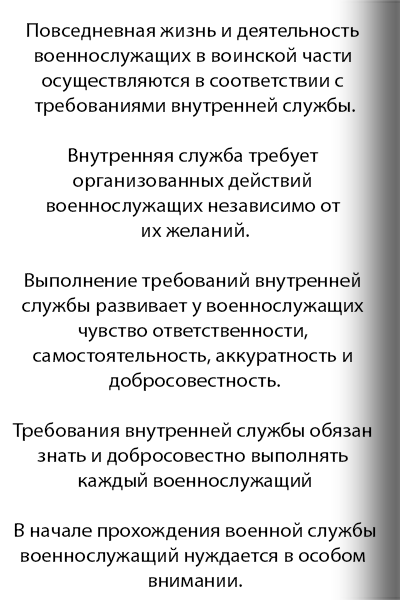 Повседневная жизнь и деятельность
военнослужащих в воинской части
осуществляются в соответствии с
требованиями внутренней службы.
Внутренняя служба требует
организованных действий
военнослужащих независимо от
их желаний.
Выполнение требований внутренней
службы развивает у военнослужащих
чувство ответственности,
самостоятельность, аккуратность и
добросовестность.
Требования внутренней службы обязан
знать и добросовестно выполнять
каждый военнослужащий
В начале прохождения военной службы
военнослужащий нуждается в особом
внимании.